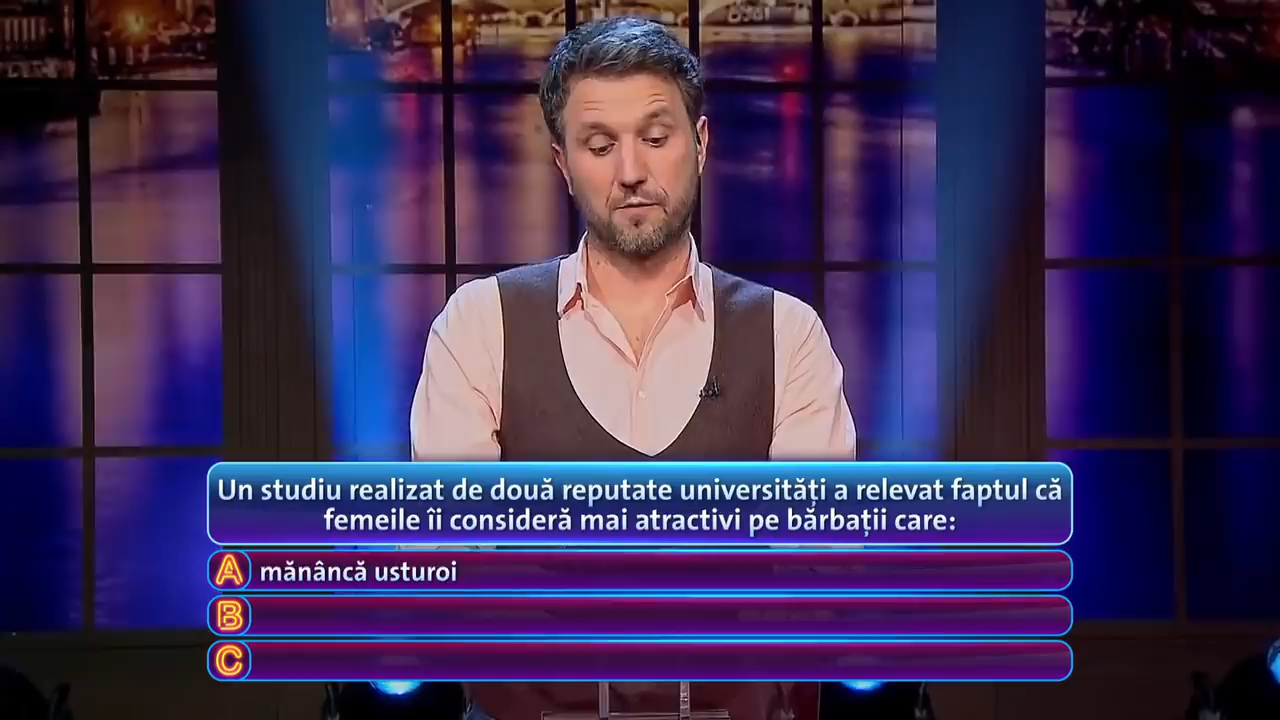 Un studiu realizat de două reputate universități a relevat faptul că
femeile îi consideră mai atractivi pe bărbații care:
A mănâncă usturoi
B
C